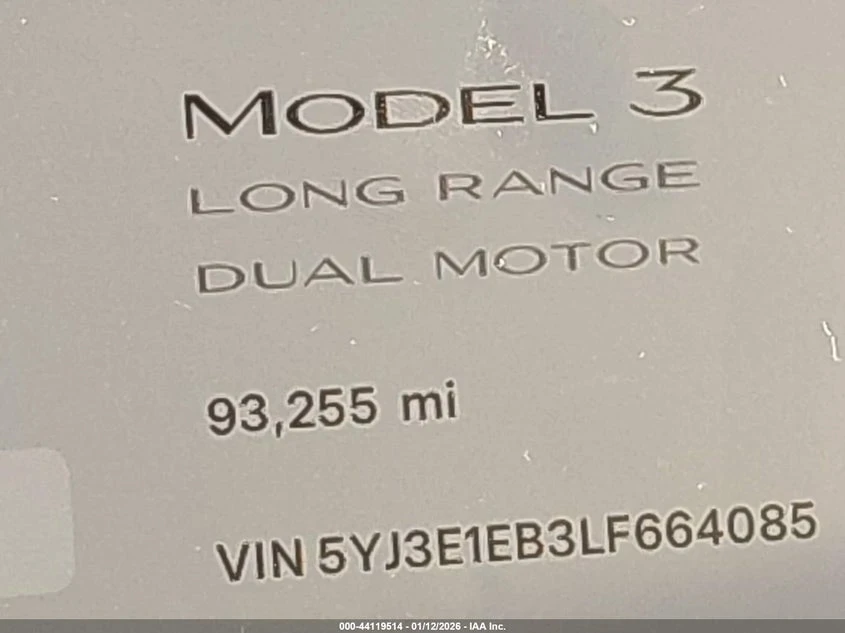 MODEL 3
LONG RANGE
DUAL MOTOR
93,255 mi
VIN 5YJ3E1EB3LF664085
000-44119514 - 01/12/2026 - IAA Inc.